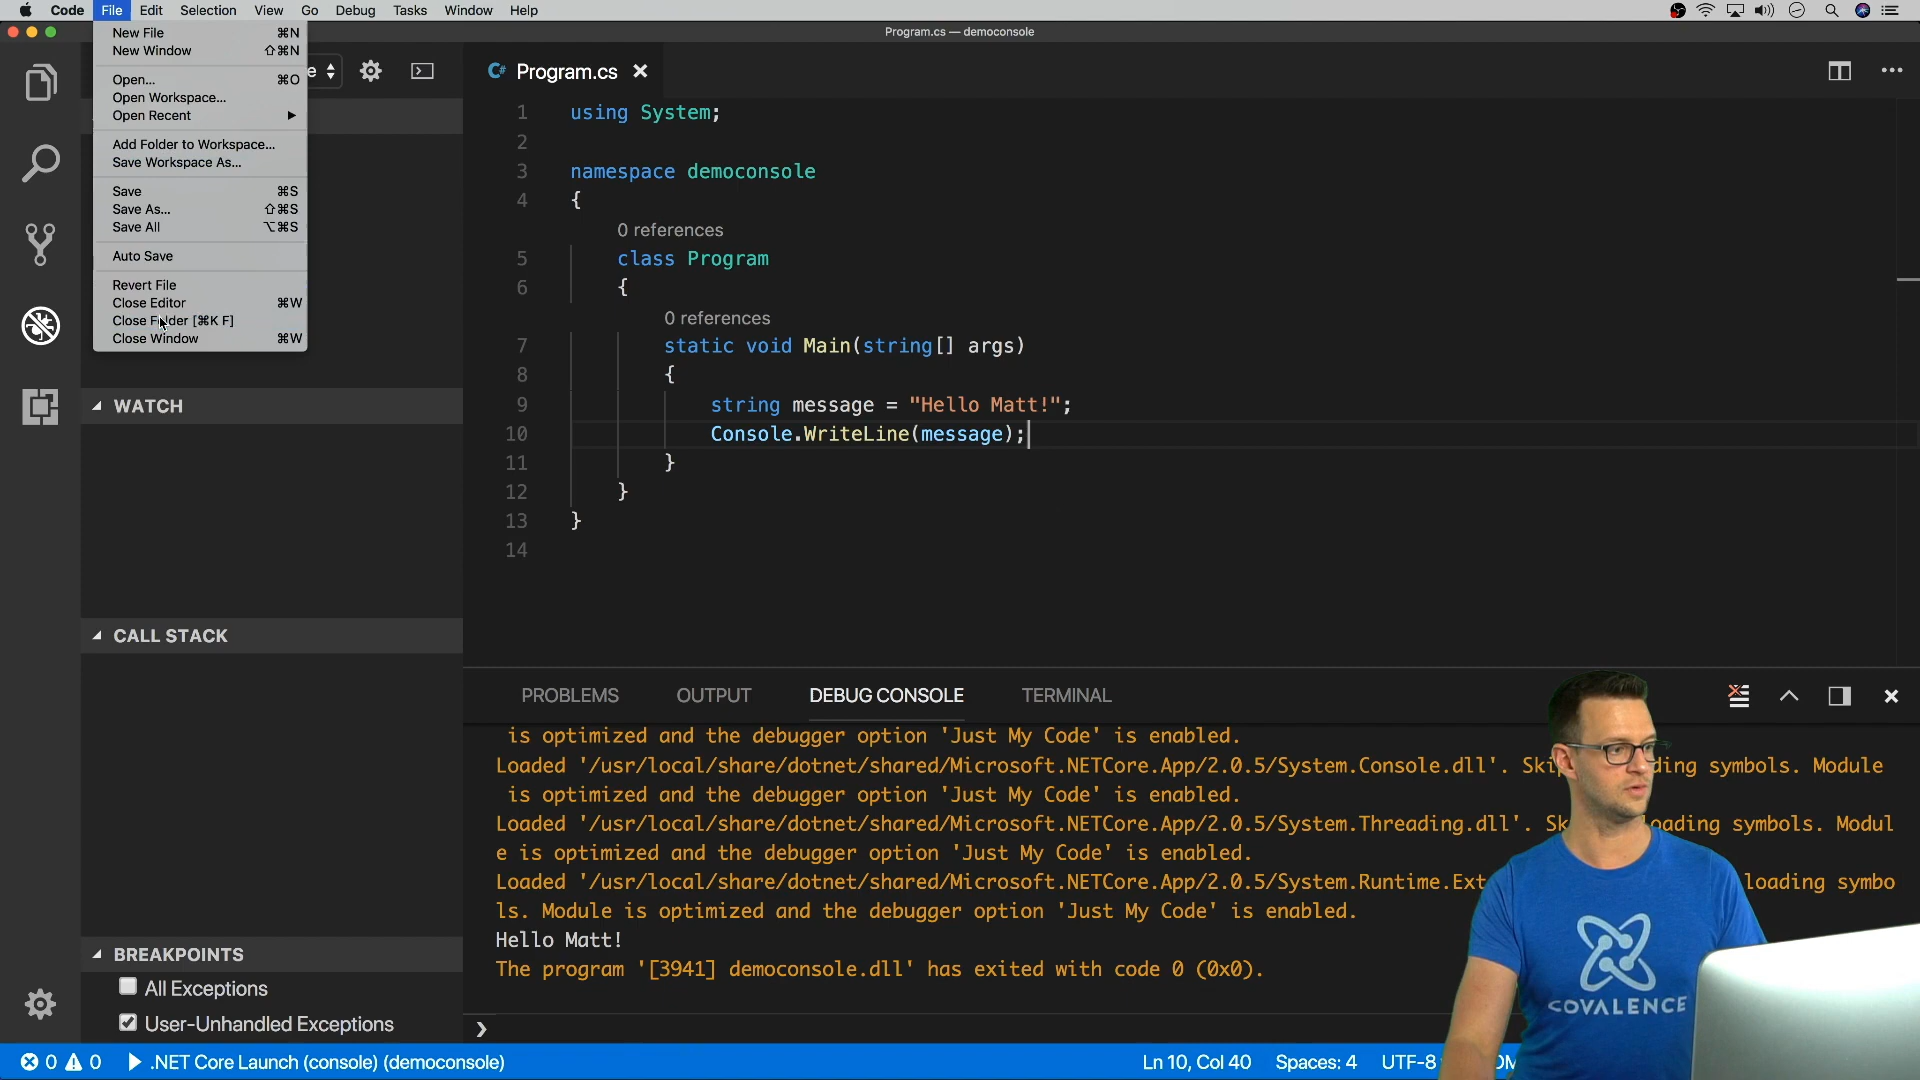 Code File Edit Selection View Go Debug Tasks Window Help
Program.cs — democonsole
New File ⌘N
New Window ⇧⌘N
Open... ⌘O
Open Workspace...
Open Recent ▶
Add Folder to Workspace...
Save Workspace As...
Save ⌘S
Save As... ⇧⌘S
Save All ⌥⌘S
Auto Save
Revert File
Close Editor ⌘W
Close Folder [⌘K F]
Close Window ⌘W
WATCH
CALL STACK
BREAKPOINTS
All Exceptions
User-Unhandled Exceptions
C# Program.cs
1 using System;
2
3 namespace democonsole
4 {
0 references
5 class Program
6 {
0 references
7 static void Main(string[] args)
8 {
9 string message = "Hello Matt!";
10 Console.WriteLine(message);
11 }
12 }
13 }
14
PROBLEMS OUTPUT DEBUG CONSOLE TERMINAL
is optimized and the debugger option 'Just My Code' is enabled.
Loaded '/usr/local/share/dotnet/shared/Microsoft.NETCore.App/2.0.5/System.Console.dll'. symbols. Module
is optimized and the debugger option 'Just My Code' is enabled.
Loaded '/usr/local/share/dotnet/shared/Microsoft.NETCore.App/2.0.5/System.Threading.dll'. symbols. Modul
e is optimized and the debugger option 'Just My Code' is enabled.
Loaded '/usr/local/share/dotnet/shared/Microsoft.NETCore.App/2.0.5/System.Runtime.Ext loading symbo
ls. Module is optimized and the debugger option 'Just My Code' is enabled.
Hello Matt!
The program '[3941] democonsole.dll' has exited with code 0 (0x0).
COVALENCE
0 0 .NET Core Launch (console) (democonsole) Ln 10, Col 40 Spaces: 4 UTF-8